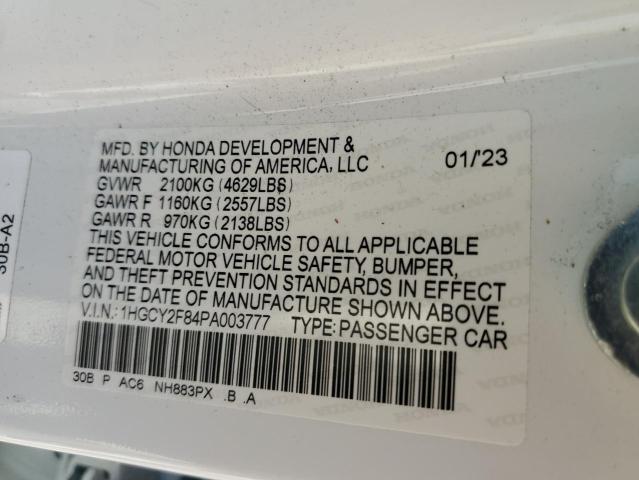 MFD. BY HONDA DEVELOPMENT &
MANUFACTURING OF AMERICA, LLC 01/'23
GVWR 2100KG (4629LBS)
GAWR F 1160KG (2557LBS)
GAWR R 970KG (2138LBS)
THIS VEHICLE CONFORMS TO ALL APPLICABLE
FEDERAL MOTOR VEHICLE SAFETY, BUMPER,
AND THEFT PREVENTION STANDARDS IN EFFECT
ON THE DATE OF MANUFACTURE SHOWN ABOVE.
V.I.N.: 1HGCY2F84PA003777 TYPE: PASSENGER CAR
30B P AC6 NH883PX .B .A
30B-A2